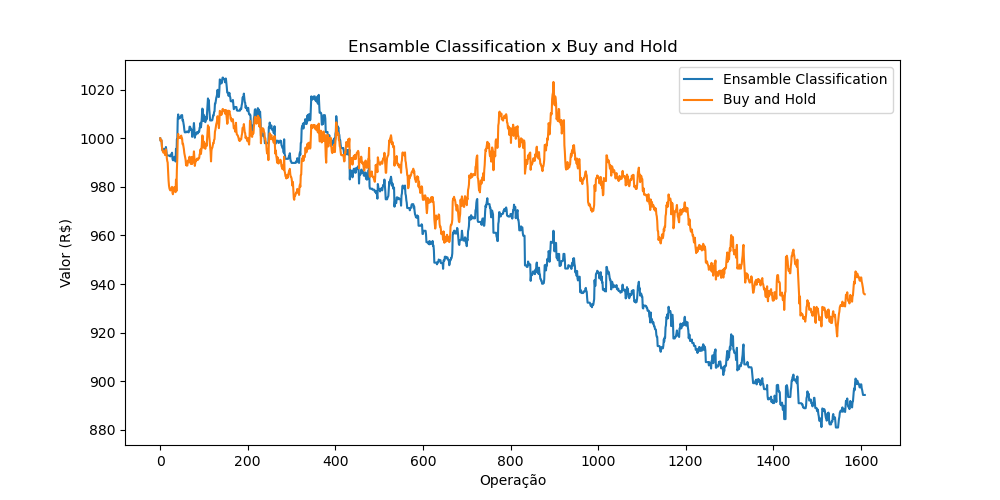 Ensamble Classification x Buy and Hold
Ensamble Classification
Buy and Hold
Valor (R$)
1020
1000
980
960
940
920
900
880
0 200 400 600 800 1000 1200 1400 1600
Operação